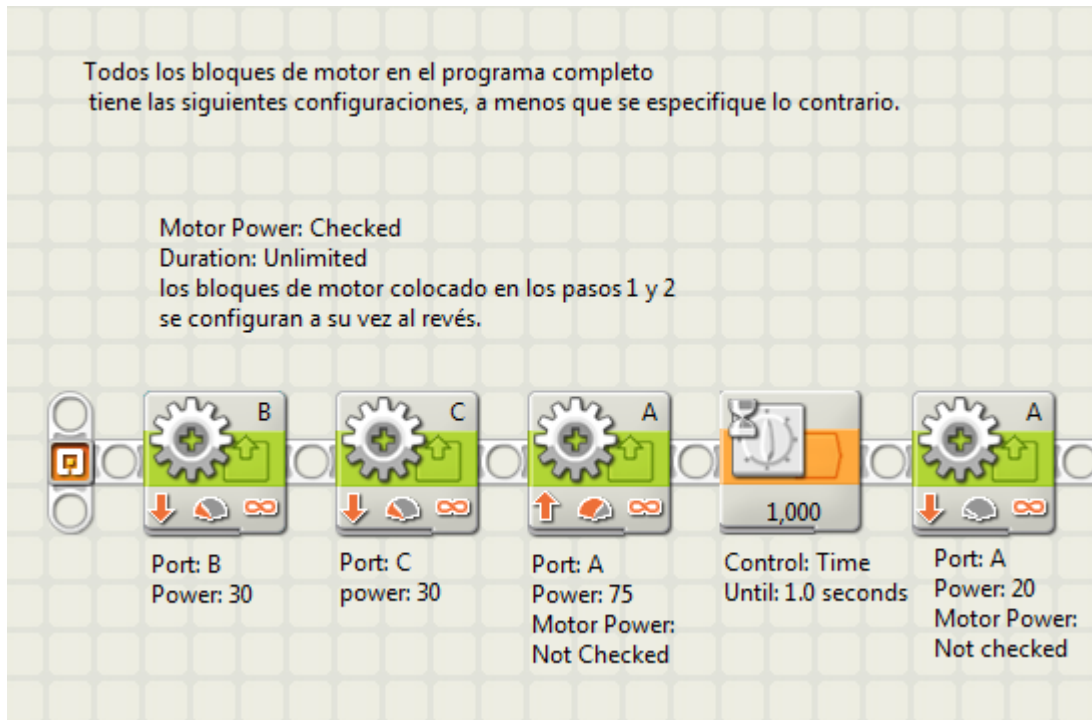 Todos los bloques de motor en el programa completo
tiene las siguientes configuraciones, a menos que se especifique lo contrario.
Motor Power: Checked
Duration: Unlimited
los bloques de motor colocado en los pasos 1 y 2
se configuran a su vez al revés.
B
C
A
1,000
A
Port: B
Power: 30
Port: C
power: 30
Port: A
Power: 75
Motor Power:
Not Checked
Control: Time
Until: 1.0 seconds
Port: A
Power: 20
Motor Power:
Not checked